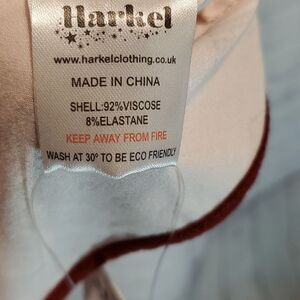 Harkel
www.harkelclothing.co.uk
MADE IN CHINA
SHELL:92%VISCOSE
8%ELASTANE
KEEP AWAY FROM FIRE
WASH AT 30° TO BE ECO FRIENDLY